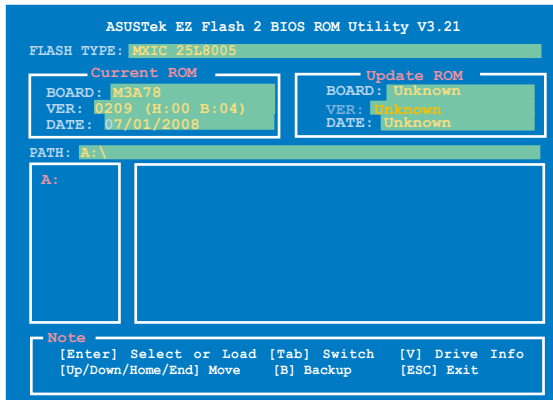 ASUSTek EZ Flash 2 BIOS ROM Utility V3.21
FLASH TYPE: MXIC 25L8005
Current ROM
BOARD: M3A78
VER: 0209 (H:00 B:04)
DATE: 07/01/2008
Update ROM
BOARD: Unknown
VER: Unknown
DATE: Unknown
PATH: A:\
A:
Note
[Enter] Select or Load [Tab] Switch [V] Drive Info
[Up/Down/Home/End] Move [B] Backup [ESC] Exit